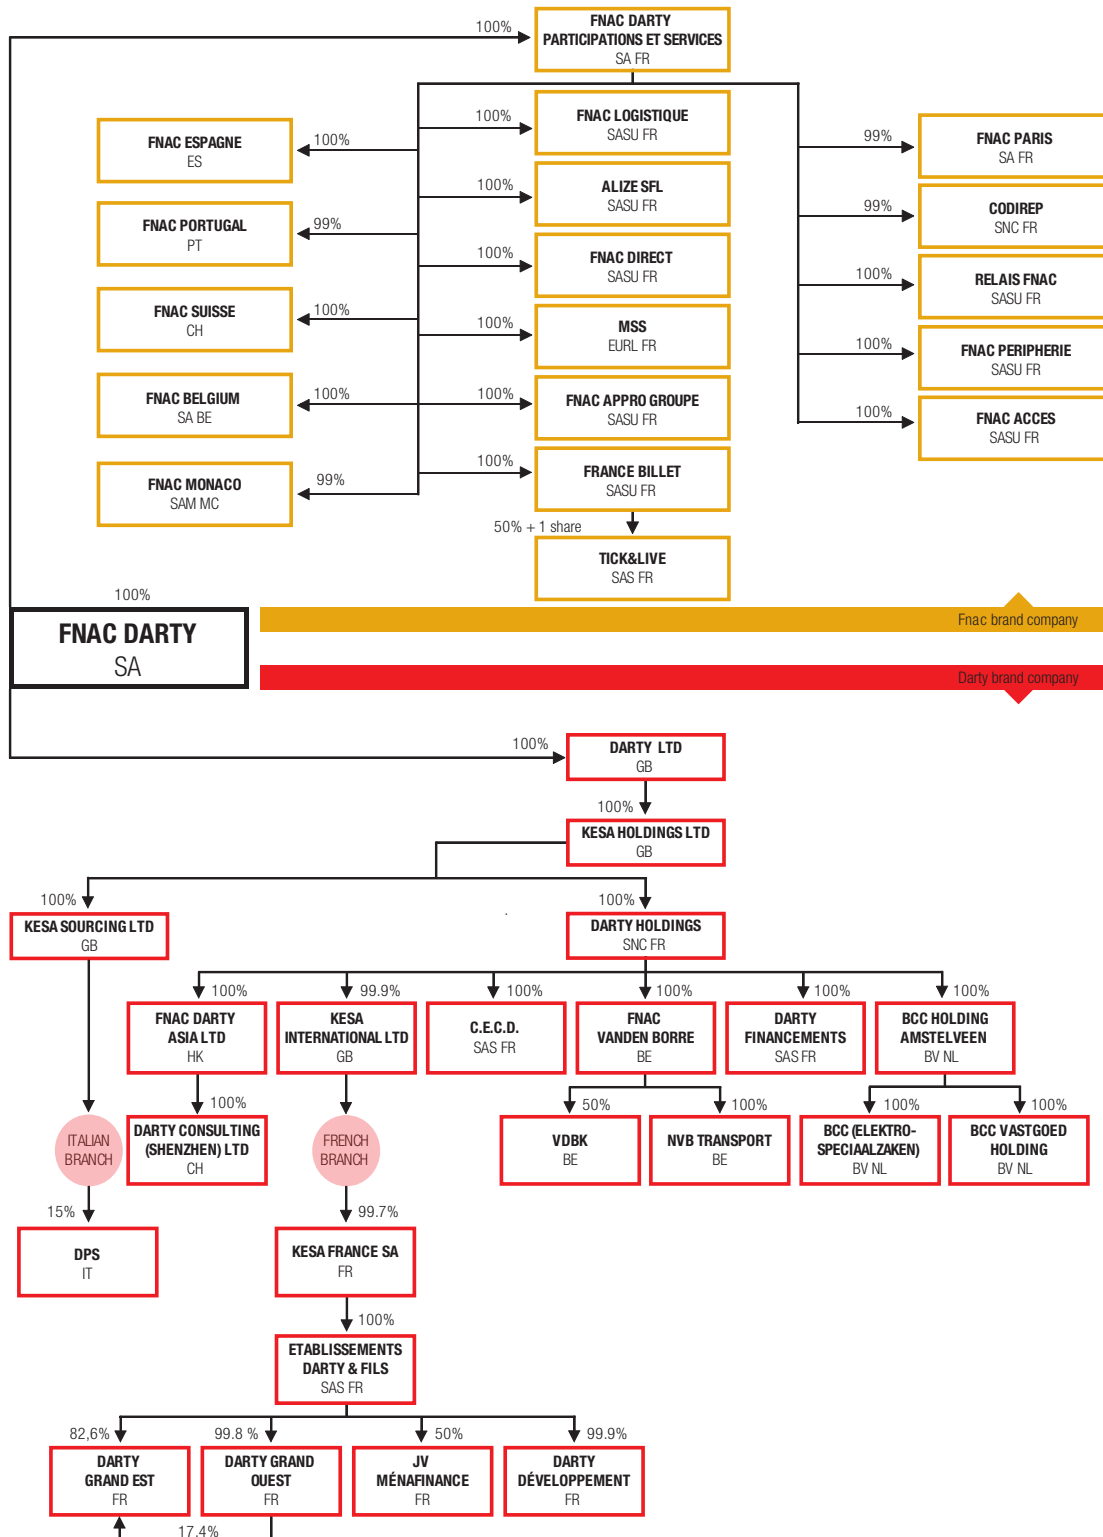 100%
FNAC DARTY
PARTICIPATIONS ET SERVICES
SA FR
FNAC ESPAGNE
ES
100%
FNAC PORTUGAL
PT
99%
FNAC SUISSE
CH
100%
FNAC BELGIUM
SA BE
100%
FNAC MONACO
SAM MC
99%
100%
FNAC LOGISTIQUE
SASU FR
100%
ALIZE SFL
SASU FR
100%
FNAC DIRECT
SASU FR
100%
MSS
EURL FR
100%
FNAC APPRO GROUPE
SASU FR
100%
FRANCE BILLET
SASU FR
50% + 1 share
TICK&LIVE
SAS FR
99%
FNAC PARIS
SA FR
99%
CODIREP
SNC FR
100%
RELAIS FNAC
SASU FR
100%
FNAC PERIPHERIE
SASU FR
100%
FNAC ACCES
SASU FR
100%
FNAC DARTY
SA
Fnac brand company
Darty brand company
100%
DARTY LTD
GB
100%
KESA HOLDINGS LTD
GB
100%
KESA SOURCING LTD
GB
100%
DARTY HOLDINGS
SNC FR
100%
FNAC DARTY
ASIA LTD
HK
99.9%
KESA
INTERNATIONAL LTD
GB
100%
C.E.C.D.
SAS FR
100%
FNAC
VANDEN BORRE
BE
100%
DARTY
FINANCEMENTS
SAS FR
100%
BCC HOLDING
AMSTELVEEN
BV NL
ITALIAN
BRANCH
100%
DARTY CONSULTING
(SHENZHEN) LTD
CH
FRENCH
BRANCH
50%
VDBK
BE
100%
NVB TRANSPORT
BE
100%
BCC (ELEKTRO-
SPECIAALZAKEN)
BV NL
100%
BCC VASTGOED
HOLDING
BV NL
15%
DPS
IT
99.7%
KESA FRANCE SA
FR
100%
ETABLISSEMENTS
DARTY & FILS
SAS FR
82,6%
DARTY
GRAND EST
FR
99.8 %
DARTY GRAND
OUEST
FR
50%
JV
MÉNAFINANCE
FR
99.9%
DARTY
DÉVELOPPEMENT
FR
17.4%